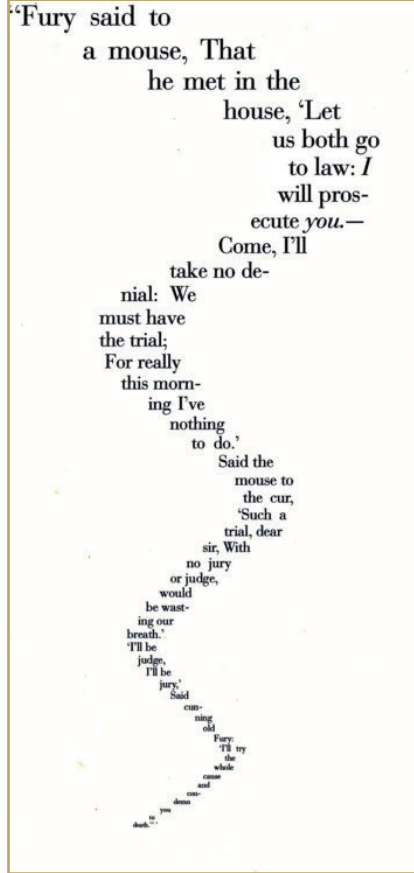 “Fury said to
a mouse, That
he met in the
house, ‘Let
us both go
to law: I
will pros-
ecute you.—
Come, I’ll
take no de-
nial: We
must have
the trial;
For really
this morn-
ing I’ve
nothing
to do.’
Said the
mouse to
the cur,
‘Such a
trial, dear
sir, With
no jury
or judge,
would
be wast-
ing our
breath.’
‘I’ll be
judge,
I’ll be
jury,’
Said
cun-
ning
old
Fury:
‘I’ll try
the
whole
cause
and
con-
demn
you
to
death.’”